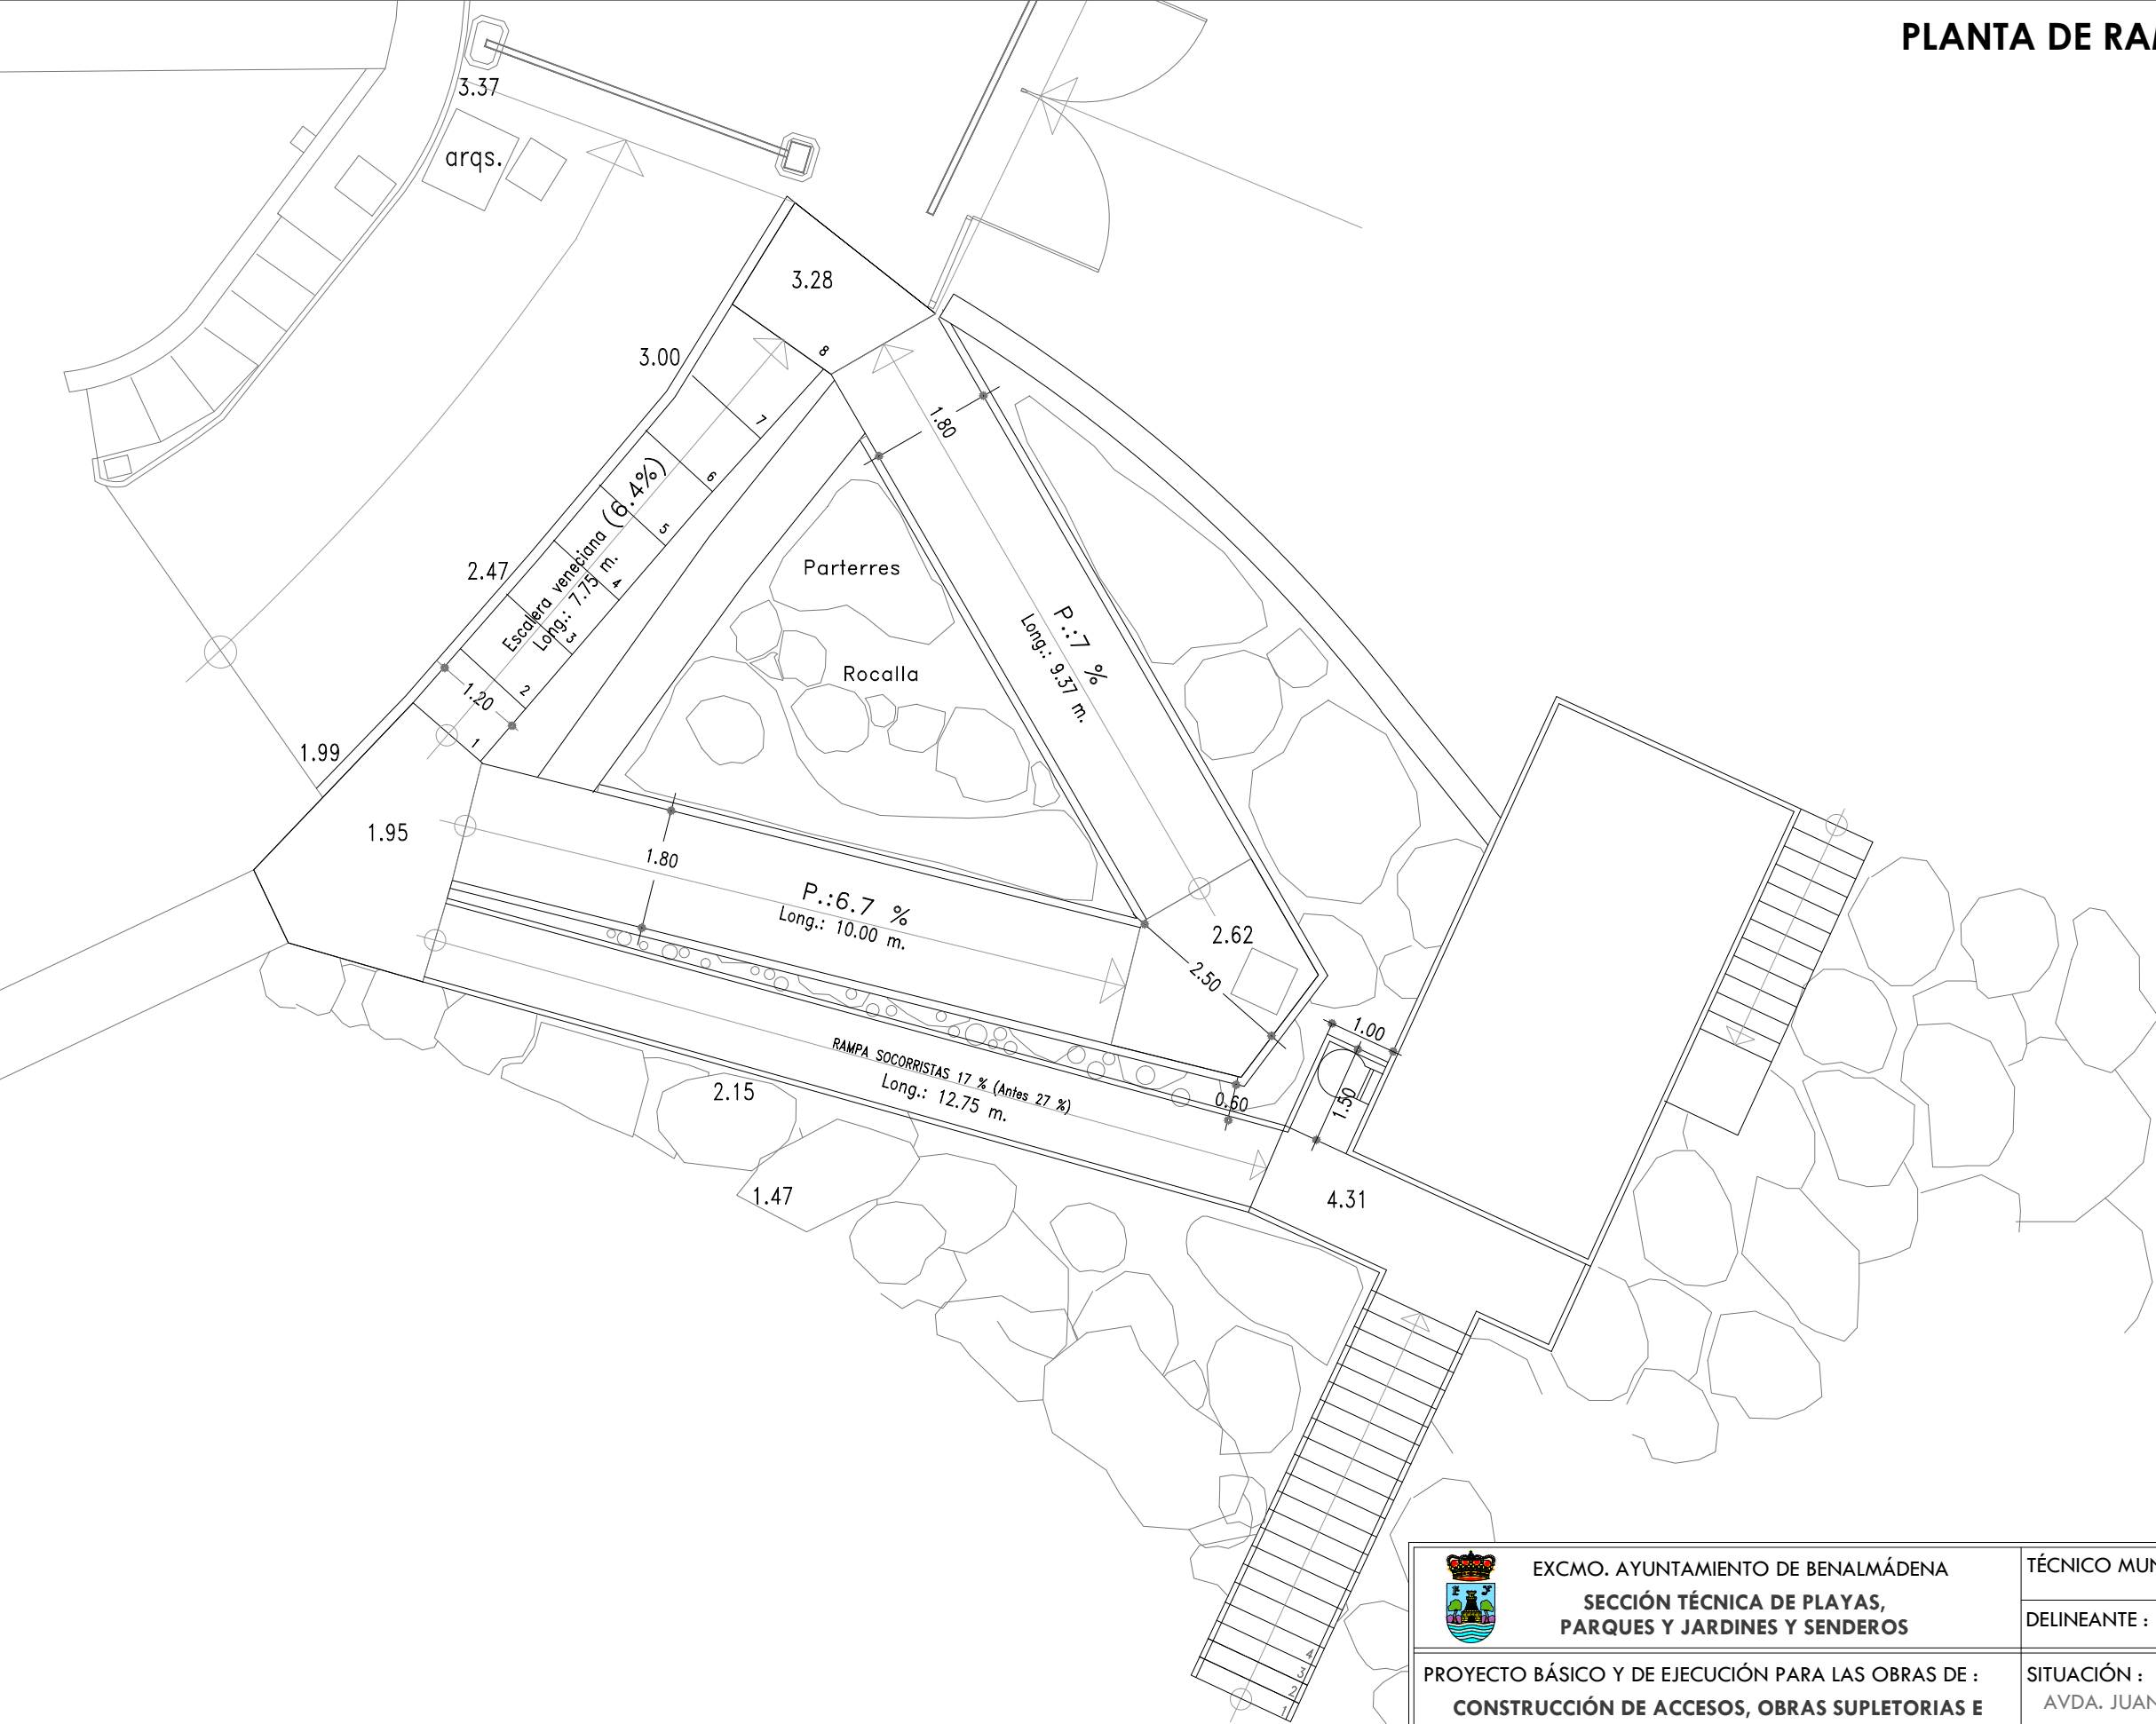 PLANTA DE RA
3.37
arqs.
3.28
3.00
8
7
6
5
4
3
2
1
1.80
Escalera veneciana (6.4%)
Long.: 7.75 m.
2.47
1.20
1.99
1.95
Parterres
Rocalla
P.:7 %
Long.: 9.37 m.
1.80
P.:6.7 %
Long.: 10.00 m.
2.62
2.50
1.00
1.50
0.60
RAMPA SOCORRISTAS 17 % (Antes 27 %)
Long.: 12.75 m.
2.15
1.47
4.31
4
3
2
1
EXCMO. AYUNTAMIENTO DE BENALMÁDENA
SECCIÓN TÉCNICA DE PLAYAS,
PARQUES Y JARDINES Y SENDEROS
TÉCNICO MU
DELINEANTE :
PROYECTO BÁSICO Y DE EJECUCIÓN PARA LAS OBRAS DE :
CONSTRUCCIÓN DE ACCESOS, OBRAS SUPLETORIAS E
SITUACIÓN :
AVDA. JUAN